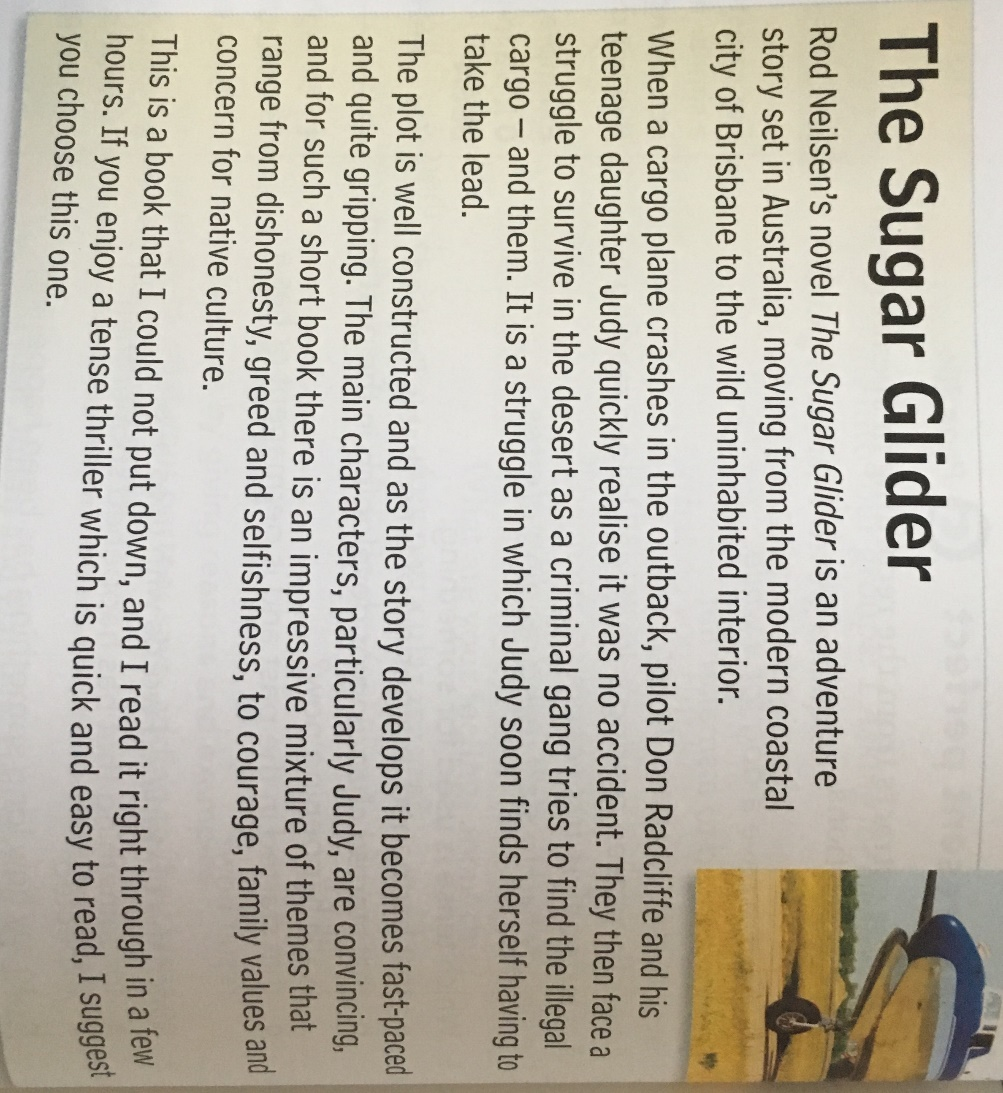 The Sugar Glider
Rod Neilsen's novel The Sugar Glider is an adventure
story set in Australia, moving from the modern coastal
city of Brisbane to the wild uninhabited interior.
When a cargo plane crashes in the outback, pilot Don Radcliffe and his
teenage daughter Judy quickly realise it was no accident. They then face a
struggle to survive in the desert as a criminal gang tries to find the illegal
cargo – and them. It is a struggle in which Judy soon finds herself having to
take the lead.
The plot is well constructed and as the story develops it becomes fast-paced
and quite gripping. The main characters, particularly Judy, are convincing,
and for such a short book there is an impressive mixture of themes that
range from dishonesty, greed and selfishness, to courage, family values and
concern for native culture.
This is a book that I could not put down, and I read it right through in a few
hours. If you enjoy a tense thriller which is quick and easy to read, I suggest
you choose this one.